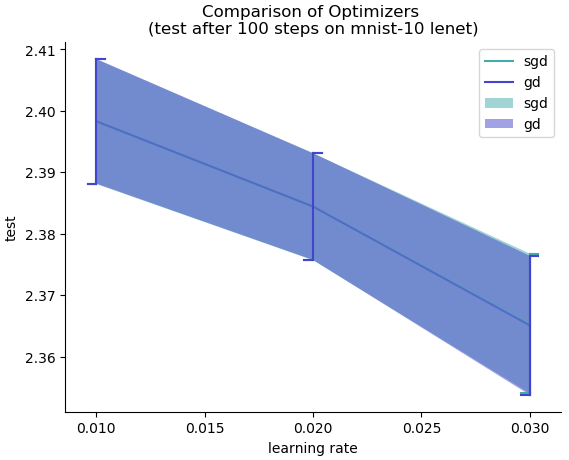 Comparison of Optimizers
(test after 100 steps on mnist-10 lenet)
sgd
gd
sgd
gd
2.41
2.40
2.39
2.38
2.37
2.36
test
0.010
0.015
0.020
0.025
0.030
learning rate